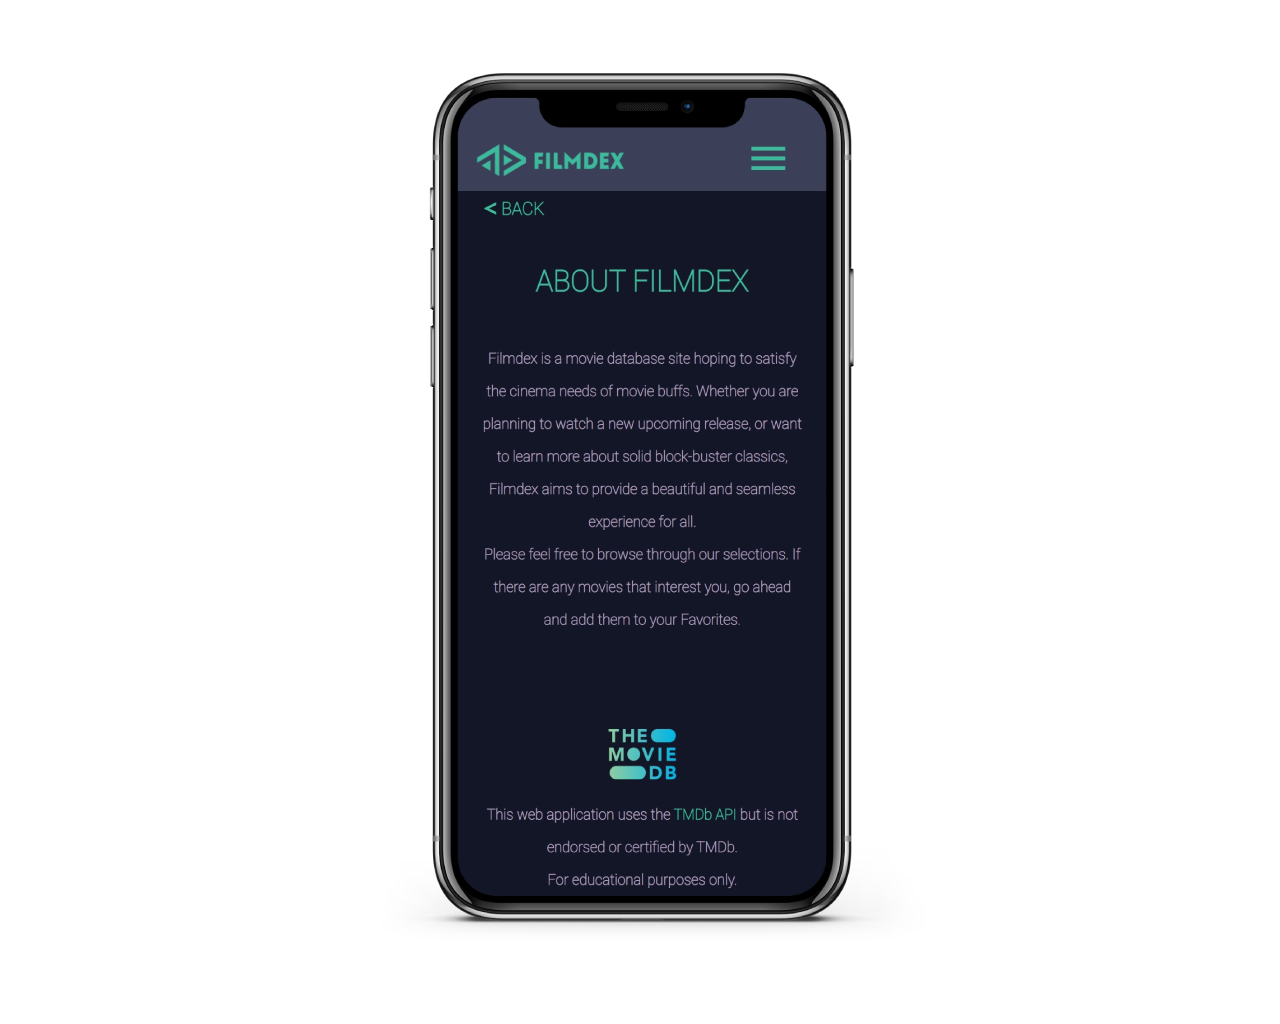 FILMDEX
< BACK
ABOUT FILMDEX
Filmdex is a movie database site hoping to satisfy
the cinema needs of movie buffs. Whether you are
planning to watch a new upcoming release, or want
to learn more about solid block-buster classics,
Filmdex aims to provide a beautiful and seamless
experience for all.
Please feel free to browse through our selections. If
there are any movies that interest you, go ahead
and add them to your Favorites.
THE
MOVIE
DB
This web application uses the TMDb API but is not
endorsed or certified by TMDb.
For educational purposes only.